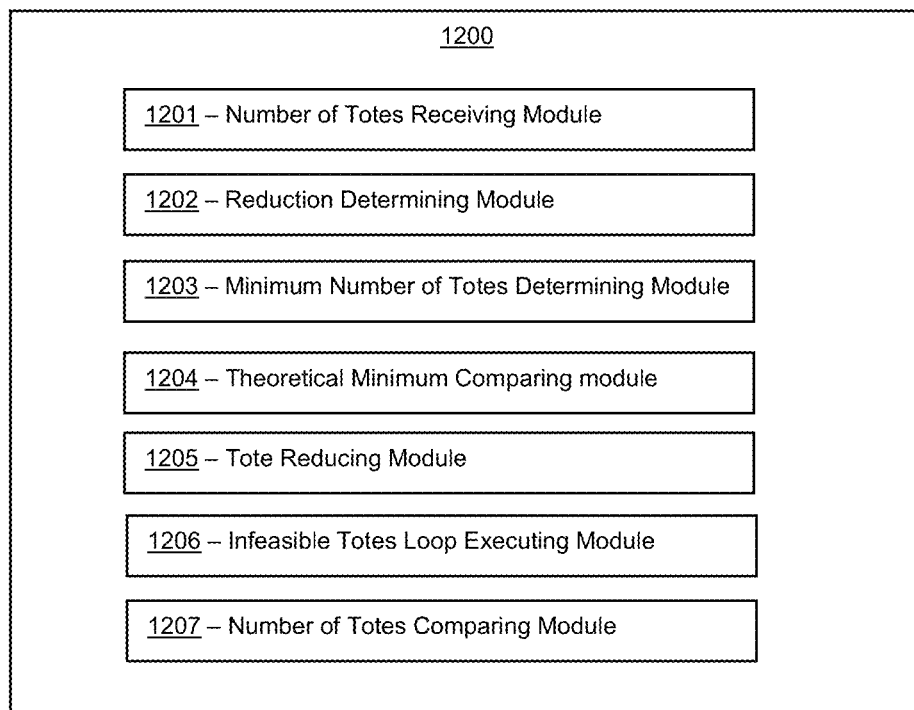 1200
1201 – Number of Totes Receiving Module
1202 – Reduction Determining Module
1203 – Minimum Number of Totes Determining Module
1204 – Theoretical Minimum Comparing module
1205 – Tote Reducing Module
1206 – Infeasible Totes Loop Executing Module
1207 – Number of Totes Comparing Module